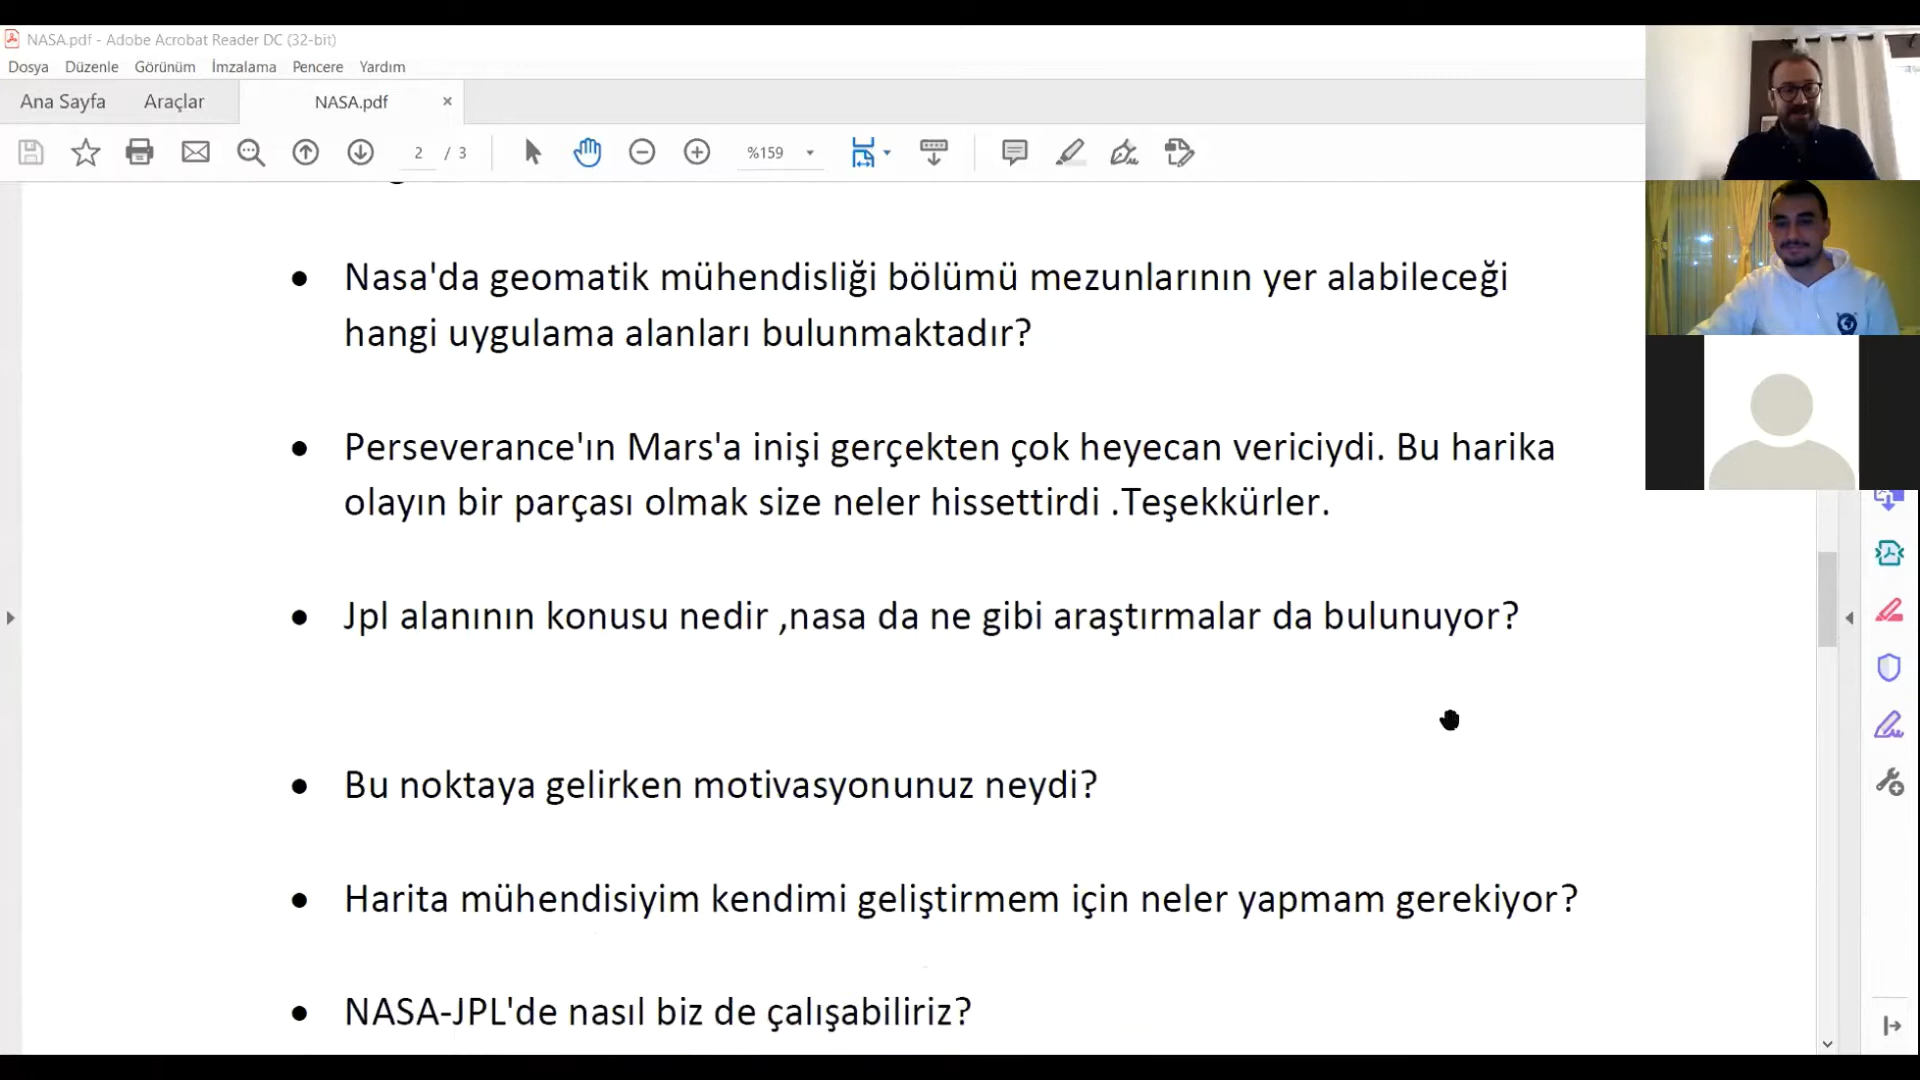 NASA.pdf - Adobe Acrobat Reader DC (32-bit)
Dosya Düzenle Görünüm İmzalama Pencere Yardım
Ana Sayfa Araçlar NASA.pdf ×
2 / 3 %159
• Nasa'da geomatik mühendisliği bölümü mezunlarının yer alabileceği
hangi uygulama alanları bulunmaktadır?
• Perseverance'ın Mars'a inişi gerçekten çok heyecan vericiydi. Bu harika
olayın bir parçası olmak size neler hissettirdi .Teşekkürler.
• Jpl alanının konusu nedir ,nasa da ne gibi araştırmalar da bulunuyor?
• Bu noktaya gelirken motivasyonunuz neydi?
• Harita mühendisiyim kendimi geliştirmem için neler yapmam gerekiyor?
• NASA-JPL'de nasıl biz de çalışabiliriz?